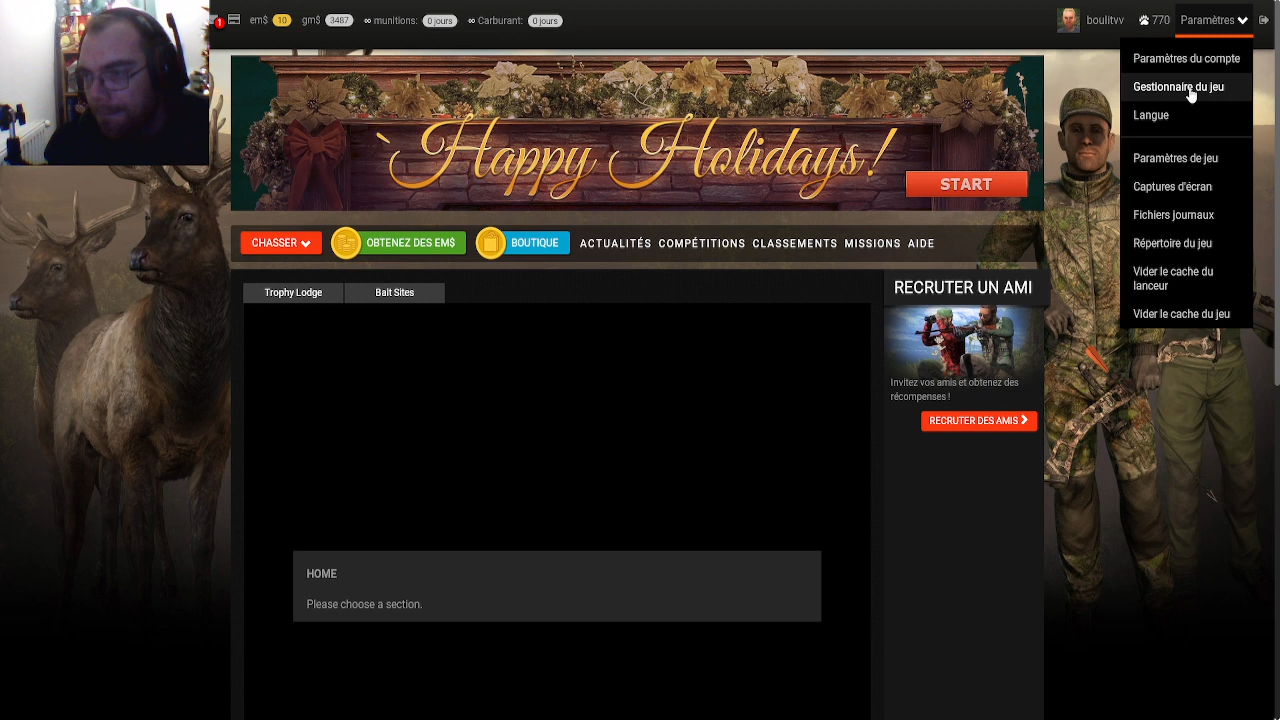 1
em$ 10 gm$ 3487 ∞ munitions: 0 jours ∞ Carburant: 0 jours
boulitvv 770 Paramètres
Paramètres du compte
Gestionnaire du jeu
Langue
Paramètres de jeu
Captures d'écran
Fichiers journaux
Répertoire du jeu
Vider le cache du
lanceur
Vider le cache du jeu
`Happy Holidays!
START
CHASSER OBTENEZ DES EM$ BOUTIQUE ACTUALITÉS COMPÉTITIONS CLASSEMENTS MISSIONS AIDE
Trophy Lodge Bait Sites
RECRUTER UN AMI
Invitez vos amis et obtenez des
récompenses !
RECRUTER DES AMIS
HOME
Please choose a section.